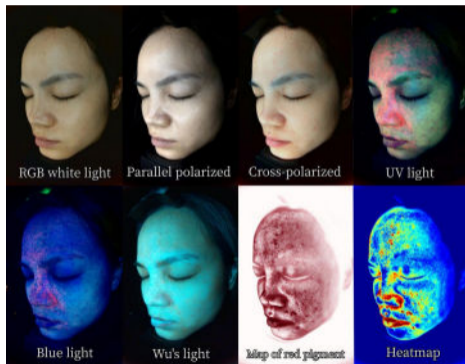 RGB white light
Parallel polarized
Cross-polarized
UV light
Blue light
Wu's light
Map of red pigment
Heatmap